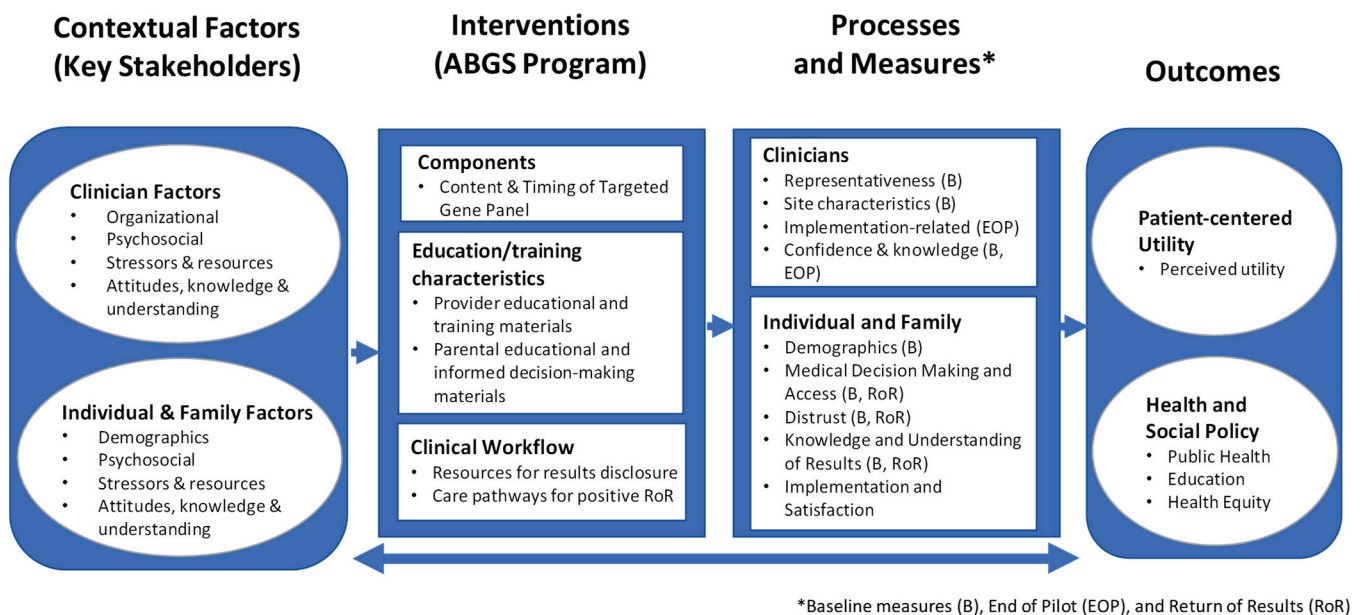 Contextual Factors
(Key Stakeholders)
Clinician Factors
• Organizational
• Psychosocial
• Stressors & resources
• Attitudes, knowledge &
understanding
Individual & Family Factors
• Demographics
• Psychosocial
• Stressors & resources
• Attitudes, knowledge &
understanding
Interventions
(ABGS Program)
Components
• Content & Timing of Targeted
Gene Panel
Education/training
characteristics
• Provider educational and
training materials
• Parental educational and
informed decision-making
materials
Clinical Workflow
• Resources for results disclosure
• Care pathways for positive RoR
Processes
and Measures*
Clinicians
• Representativeness (B)
• Site characteristics (B)
• Implementation-related (EOP)
• Confidence & knowledge (B,
EOP)
Individual and Family
• Demographics (B)
• Medical Decision Making and
Access (B, RoR)
• Distrust (B, RoR)
• Knowledge and Understanding
of Results (B, RoR)
• Implementation and
Satisfaction
Outcomes
Patient-centered
Utility
• Perceived utility
Health and
Social Policy
• Public Health
• Education
• Health Equity
*Baseline measures (B), End of Pilot (EOP), and Return of Results (RoR)